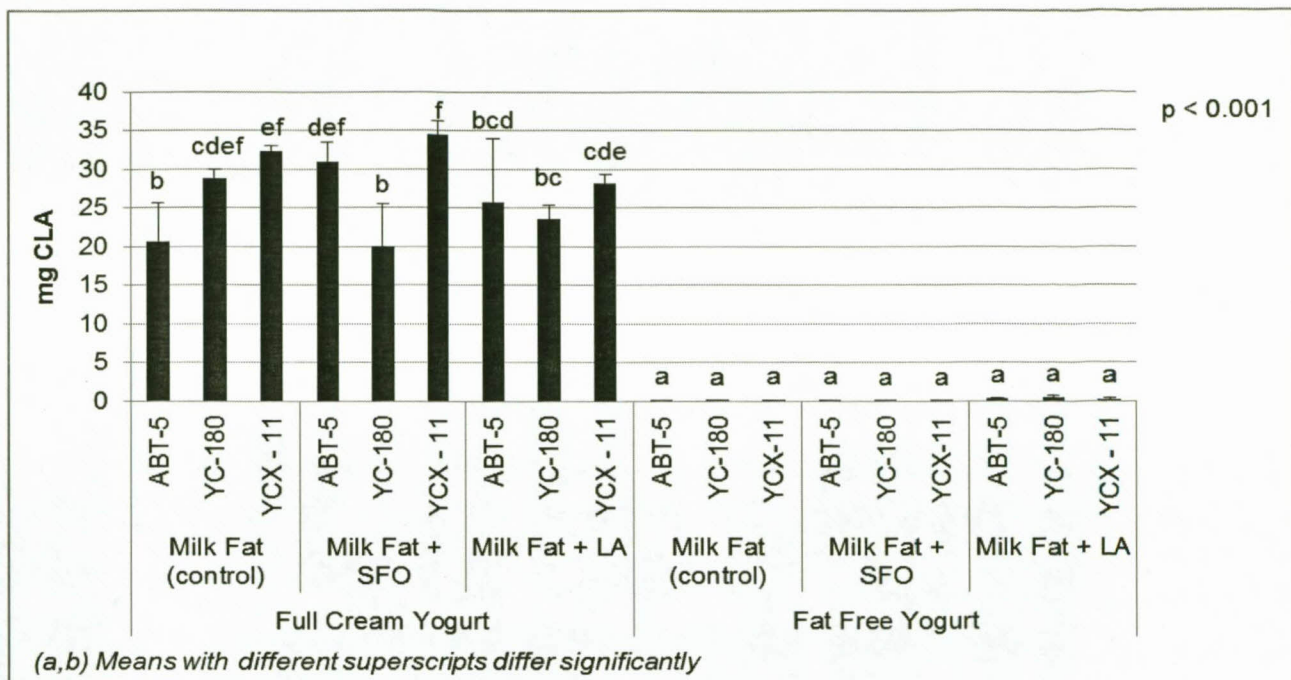 40
35
30
25
20
15
10
5
0
mg CLA
p < 0.001
b
cdef
ef
def
b
f
bcd
bc
cde
a
a
a
a
a
a
a
a
a
ABT-5
YC-180
YCX - 11
ABT-5
YC-180
YCX - 11
ABT-5
YC-180
YCX - 11
ABT-5
YC-180
YCX-11
ABT-5
YC-180
YCX-11
ABT-5
YC-180
YCX - 11
Milk Fat
(control)
Milk Fat +
SFO
Milk Fat + LA
Milk Fat
(control)
Milk Fat +
SFO
Milk Fat + LA
Full Cream Yogurt
Fat Free Yogurt
(a,b) Means with different superscripts differ significantly